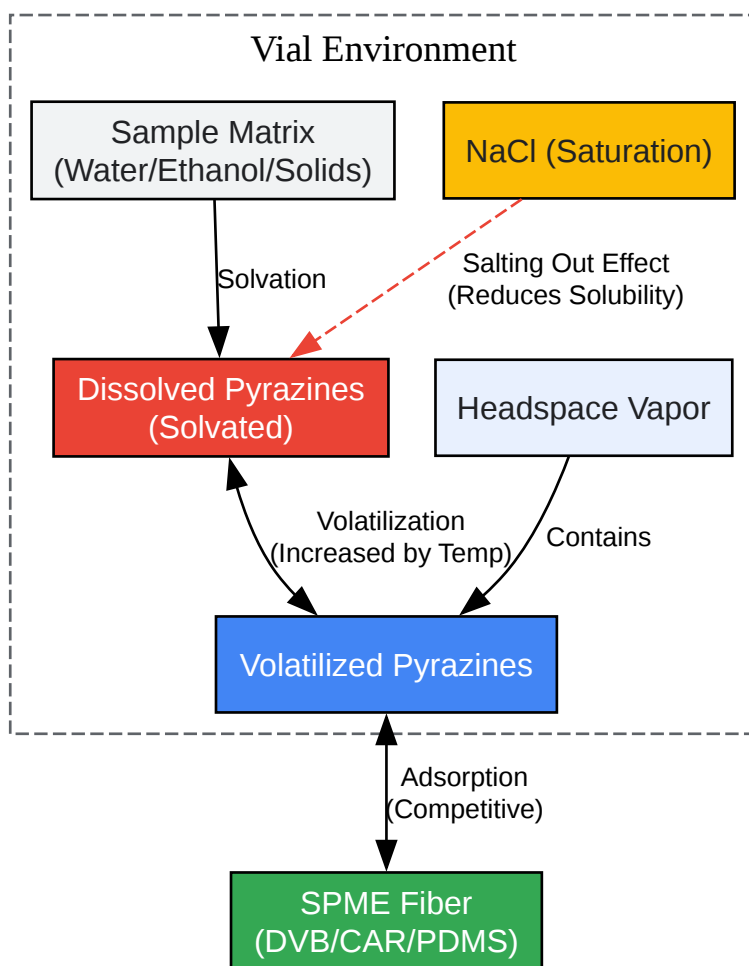 Vial Environment
Sample Matrix
(Water/Ethanol/Solids)
NaCl (Saturation)
Solvation
Salting Out Effect
(Reduces Solubility)
Dissolved Pyrazines
(Solvated)
Headspace Vapor
Volatilization
(Increased by Temp)
Contains
Volatilized Pyrazines
Adsorption
(Competitive)
SPME Fiber
(DVB/CAR/PDMS)